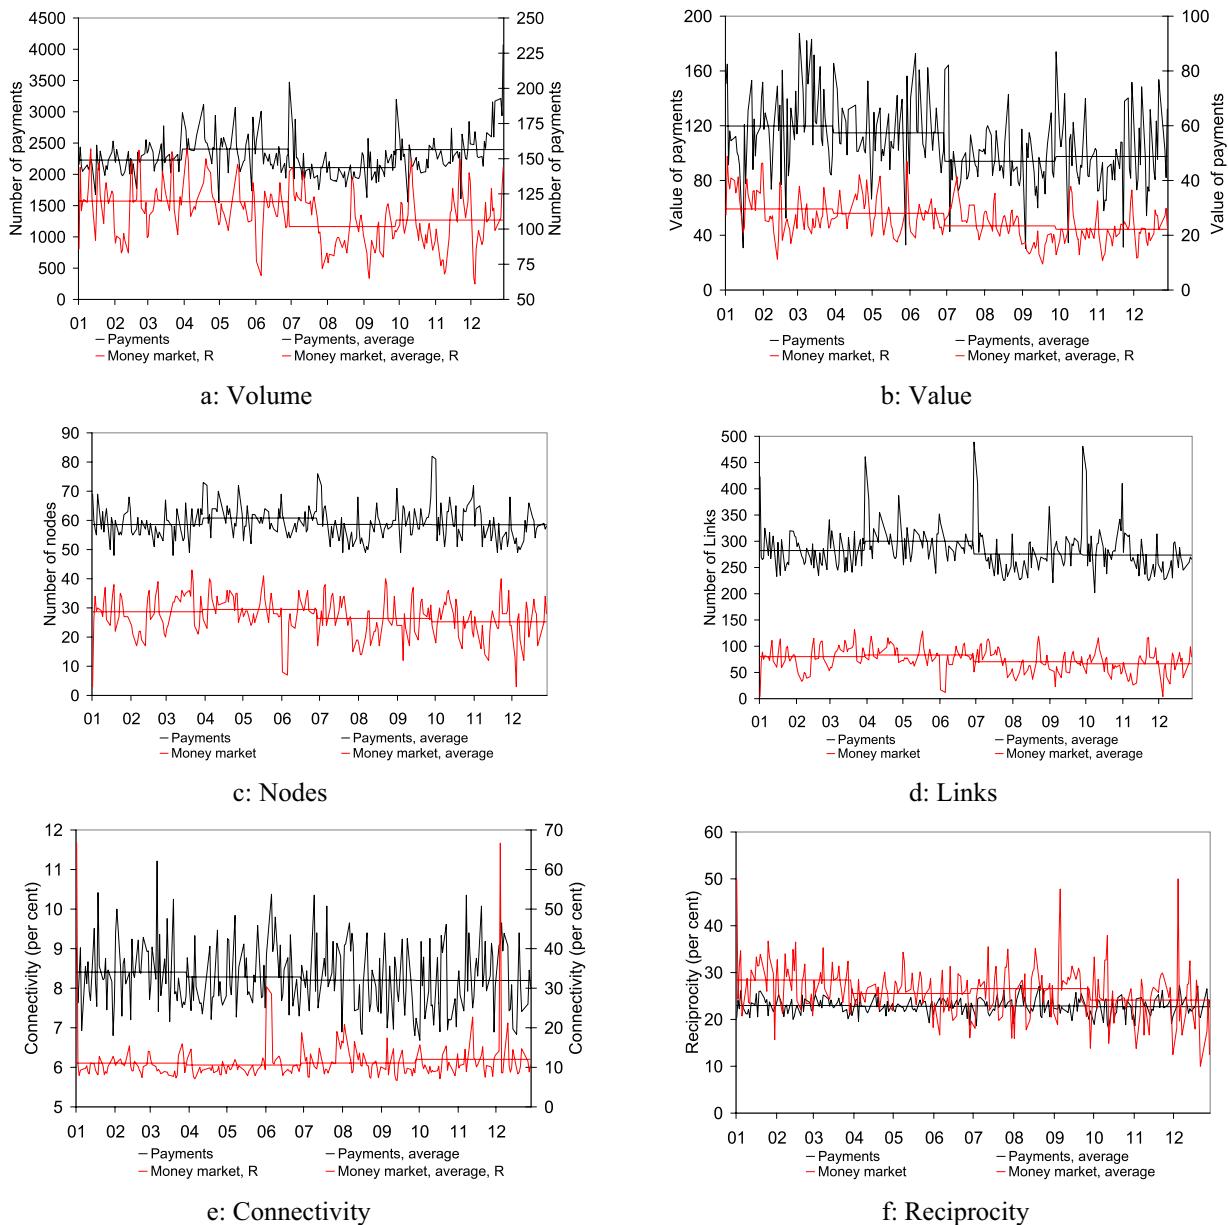 4500
4000
3500
3000
2500
2000
1500
1000
500
0
Number of payments
250
225
200
175
150
125
100
75
50
Number of payments
01 02 03 04 05 06 07 08 09 10 11 12
Payments
Payments, average
Money market, R
Money market, average, R
a: Volume
200
160
120
80
40
0
Value of payments
100
80
60
40
20
0
Value of payments
01 02 03 04 05 06 07 08 09 10 11 12
Payments
Payments, average
Money market, R
Money market, average, R
b: Value
90
80
70
60
50
40
30
20
10
0
Number of nodes
01 02 03 04 05 06 07 08 09 10 11 12
Payments
Payments, average
Money market
Money market, average
c: Nodes
500
450
400
350
300
250
200
150
100
50
0
Number of Links
01 02 03 04 05 06 07 08 09 10 11 12
Payments
Payments, average
Money market
Money market, average
d: Links
12
11
10
9
8
7
6
5
Connectivity (per cent)
70
60
50
40
30
20
10
0
Connectivity (per cent)
01 02 03 04 05 06 07 08 09 10 11 12
Payments
Payments, average
Money market, R
Money market, average, R
e: Connectivity
60
50
40
30
20
10
0
Reciprocity (per cent)
01 02 03 04 05 06 07 08 09 10 11 12
Payments
Payments, average
Money market
Money market, average
f: Reciprocity